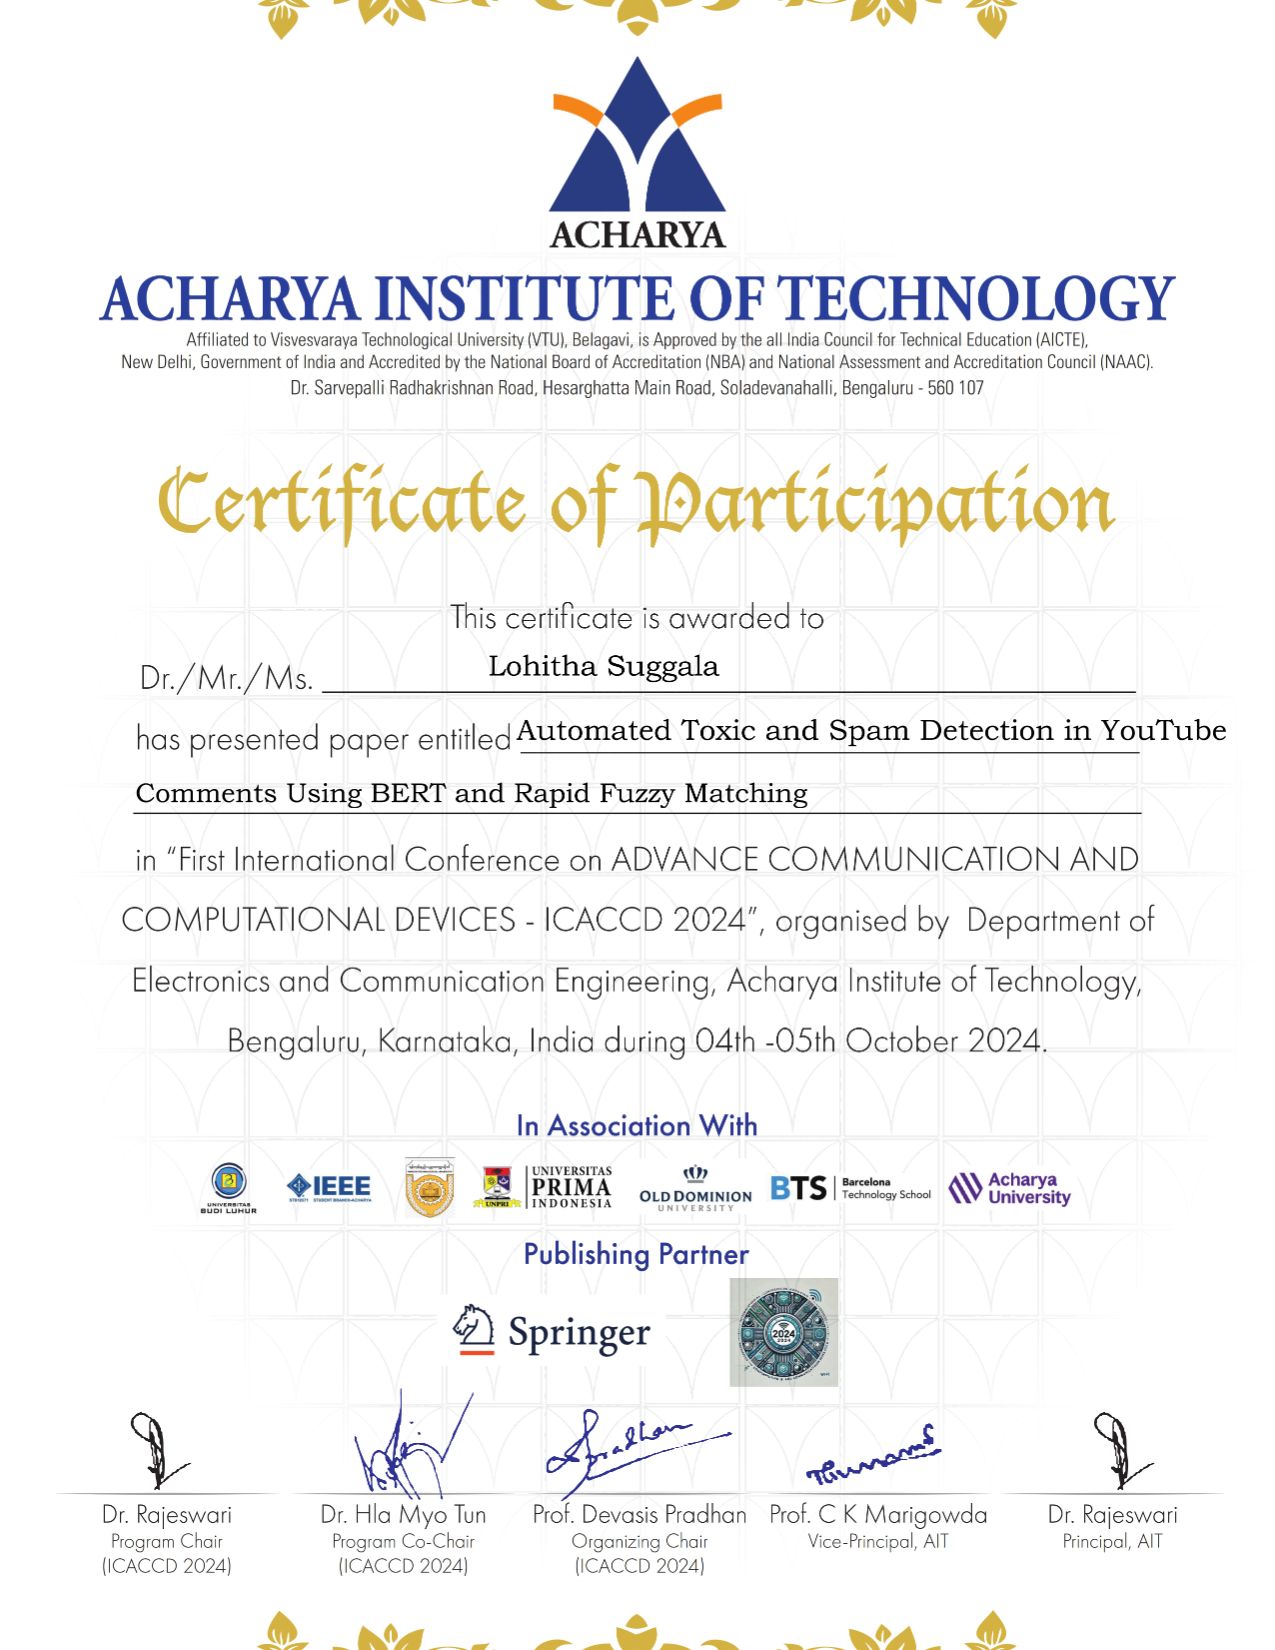 ACHARYA
ACHARYA INSTITUTE OF TECHNOLOGY
Affiliated to Visvesvaraya Technological University (VTU), Belagavi, is Approved by the all India Council for Technical Education (AICTE),
New Delhi, Government of India and Accredited by the National Board of Accreditation (NBA) and National Assessment and Accreditation Council (NAAC).
Dr. Sarvepalli Radhakrishnan Road, Hesarghatta Main Road, Soladevanahalli, Bengaluru - 560 107
Certificate of Participation
This certificate is awarded to
Dr./Mr./Ms. Lohitha Suggala
has presented paper entitled Automated Toxic and Spam Detection in YouTube
Comments Using BERT and Rapid Fuzzy Matching
in “First International Conference on ADVANCE COMMUNICATION AND
COMPUTATIONAL DEVICES - ICACCD 2024”, organised by Department of
Electronics and Communication Engineering, Acharya Institute of Technology,
Bengaluru, Karnataka, India during 04th -05th October 2024.
In Association With
UNIVERSITAS
BUDI LUHUR
IEEE
STUDENT BRANCH-ACHARYA
UNPRI
UNIVERSITAS
PRIMA
INDONESIA
OLD DOMINION
UNIVERSITY
BTS
Barcelona
Technology School
Acharya
University
Publishing Partner
Springer
2024
2024
Pradhan
Dr. Rajeswari
Program Chair
(ICACCD 2024)
Dr. Hla Myo Tun
Program Co-Chair
(ICACCD 2024)
Prof. Devasis Pradhan
Organizing Chair
(ICACCD 2024)
Prof. C K Marigowda
Vice-Principal, AIT
Dr. Rajeswari
Principal, AIT